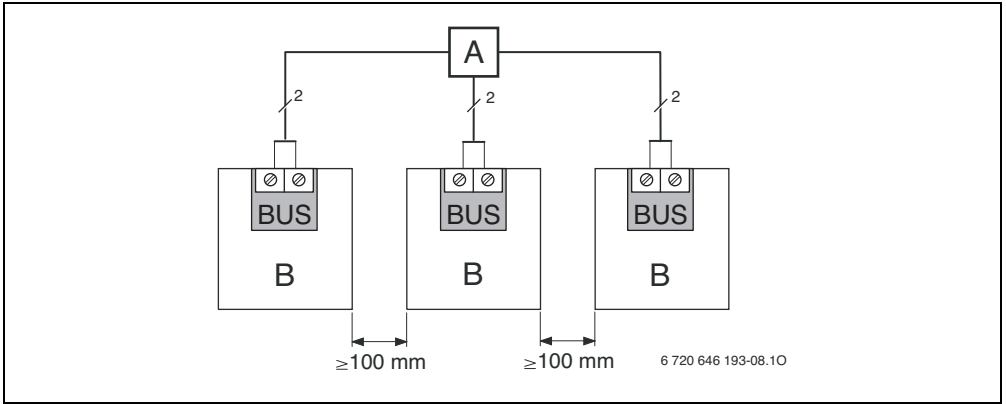 A
2 2 2
BUS BUS BUS
B B B
≥100 mm ≥100 mm
6 720 646 193-08.1O